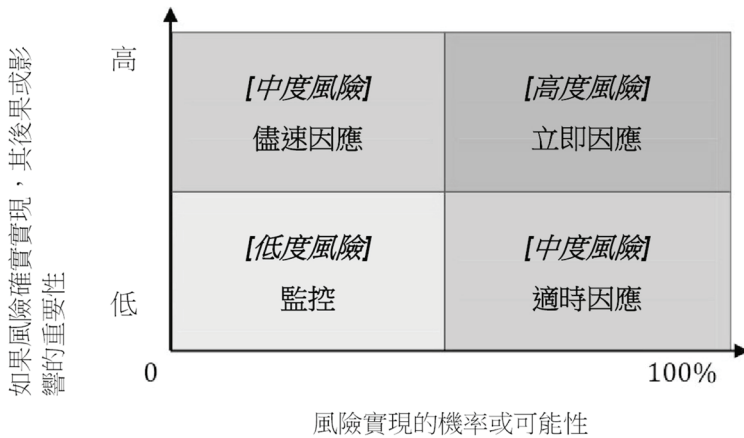 如果風險確實實現，其後果或影
響的重要性
高
[中度風險]
儘速因應
[高度風險]
立即因應
低
[低度風險]
監控
[中度風險]
適時因應
0
100%
風險實現的機率或可能性